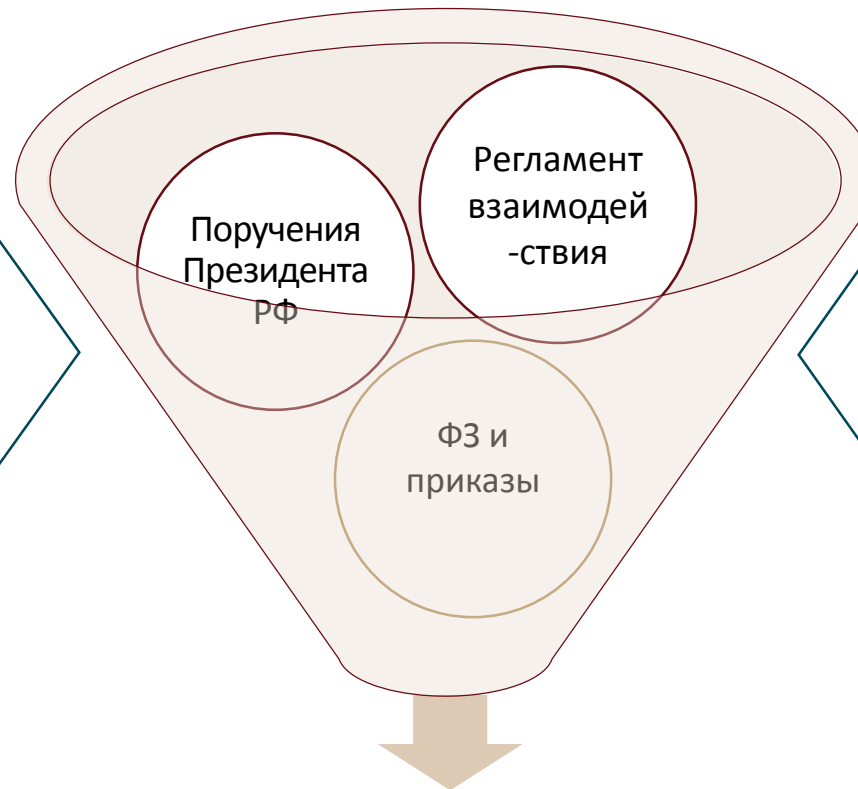 Поручения
Президента
РФ
Регламент
взаимодей
-ствия
ФЗ и
приказы